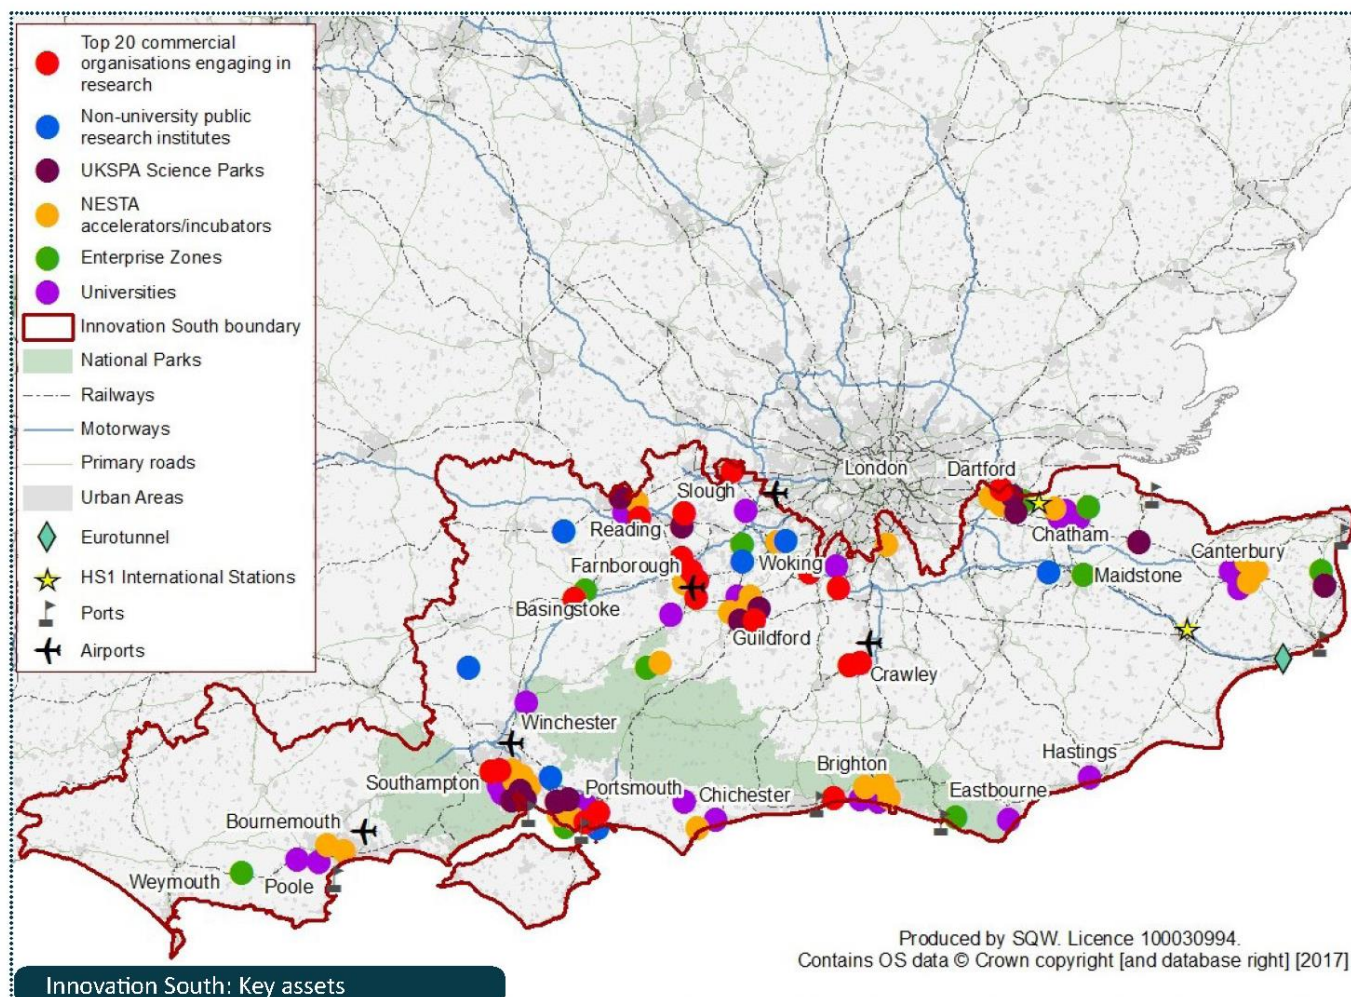 Top 20 commercial
organisations engaging in
research
Non-university public
research institutes
UKSPA Science Parks
NESTA
accelerators/incubators
Enterprise Zones
Universities
Innovation South boundary
National Parks
Railways
Motorways
Primary roads
Urban Areas
Eurotunnel
HS1 International Stations
Ports
Airports
London
Dartford
Slough
Reading
Chatham
Canterbury
Farnborough
Woking
Maidstone
Basingstoke
Guildford
Crawley
Winchester
Hastings
Southampton
Portsmouth
Chichester
Brighton
Eastbourne
Bournemouth
Weymouth
Poole
Produced by SQW. Licence 100030994.
Contains OS data © Crown copyright [and database right] [2017]
Innovation South: Key assets